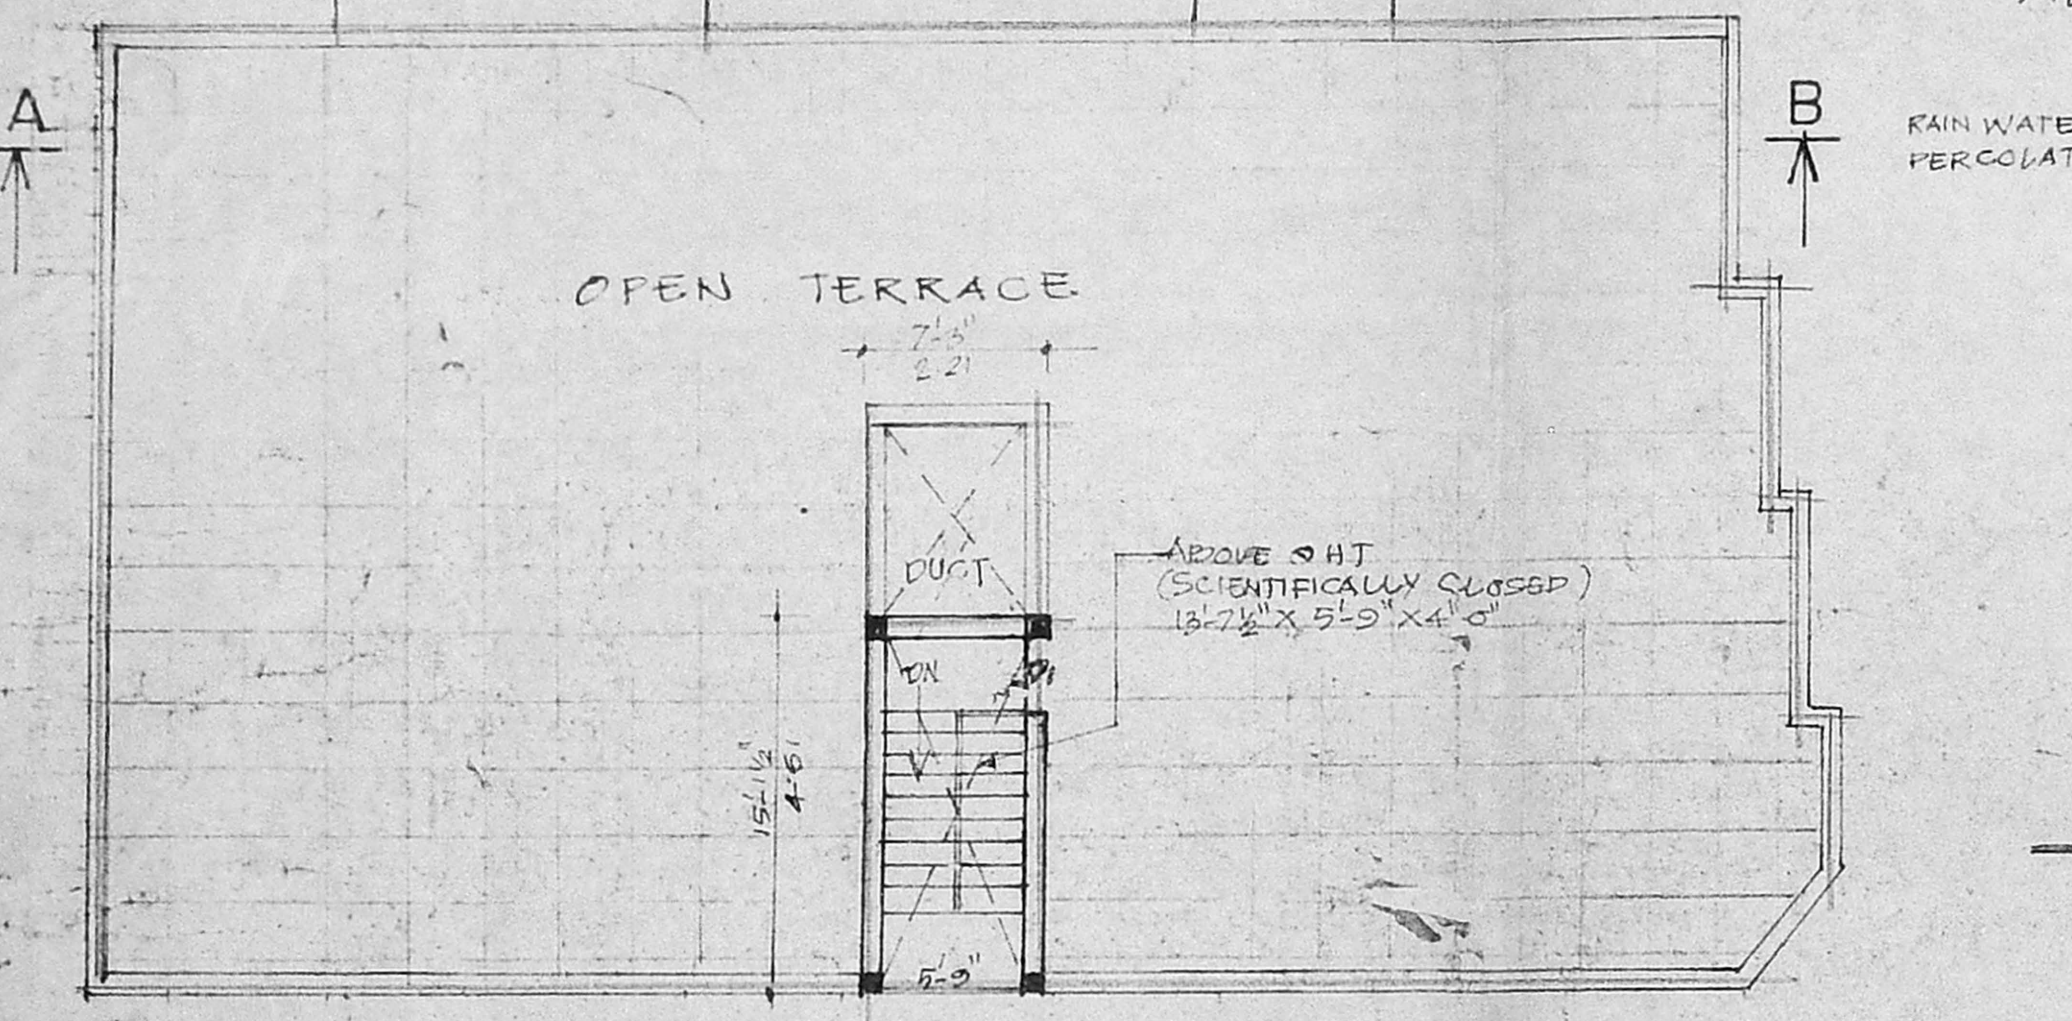 A
B
RAIN WATE
PERCOLAT
OPEN TERRACE
7'-3"
2.21
DUCT
ABOVE OHT
(SCIENTIFICALLY CLOSED)
13'-7½" X 5'-9" X 4'-0"
DN
D1
15'-1½"
4.61
5'-9"